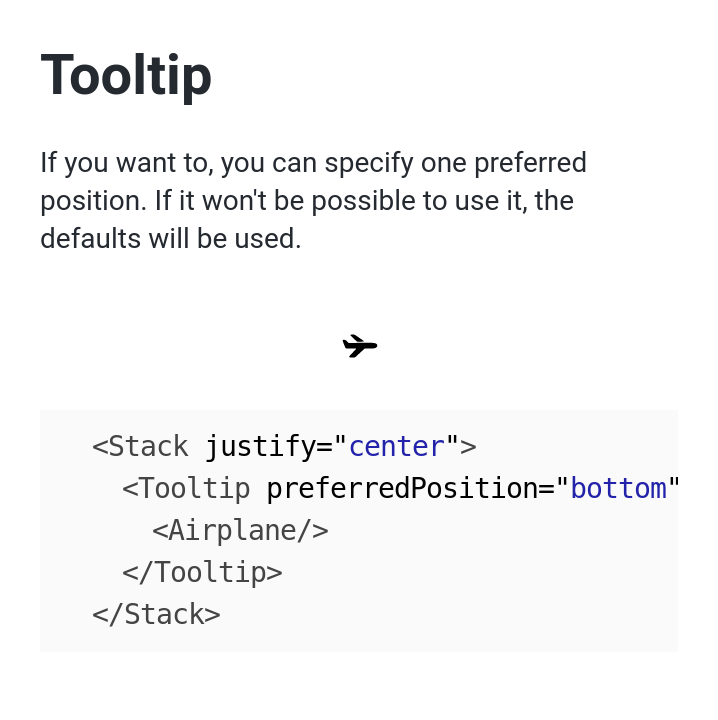 Tooltip
If you want to, you can specify one preferred
position. If it won't be possible to use it, the
defaults will be used.
<Stack justify="center">
<Tooltip preferredPosition="bottom"
<Airplane/>
</Tooltip>
</Stack>